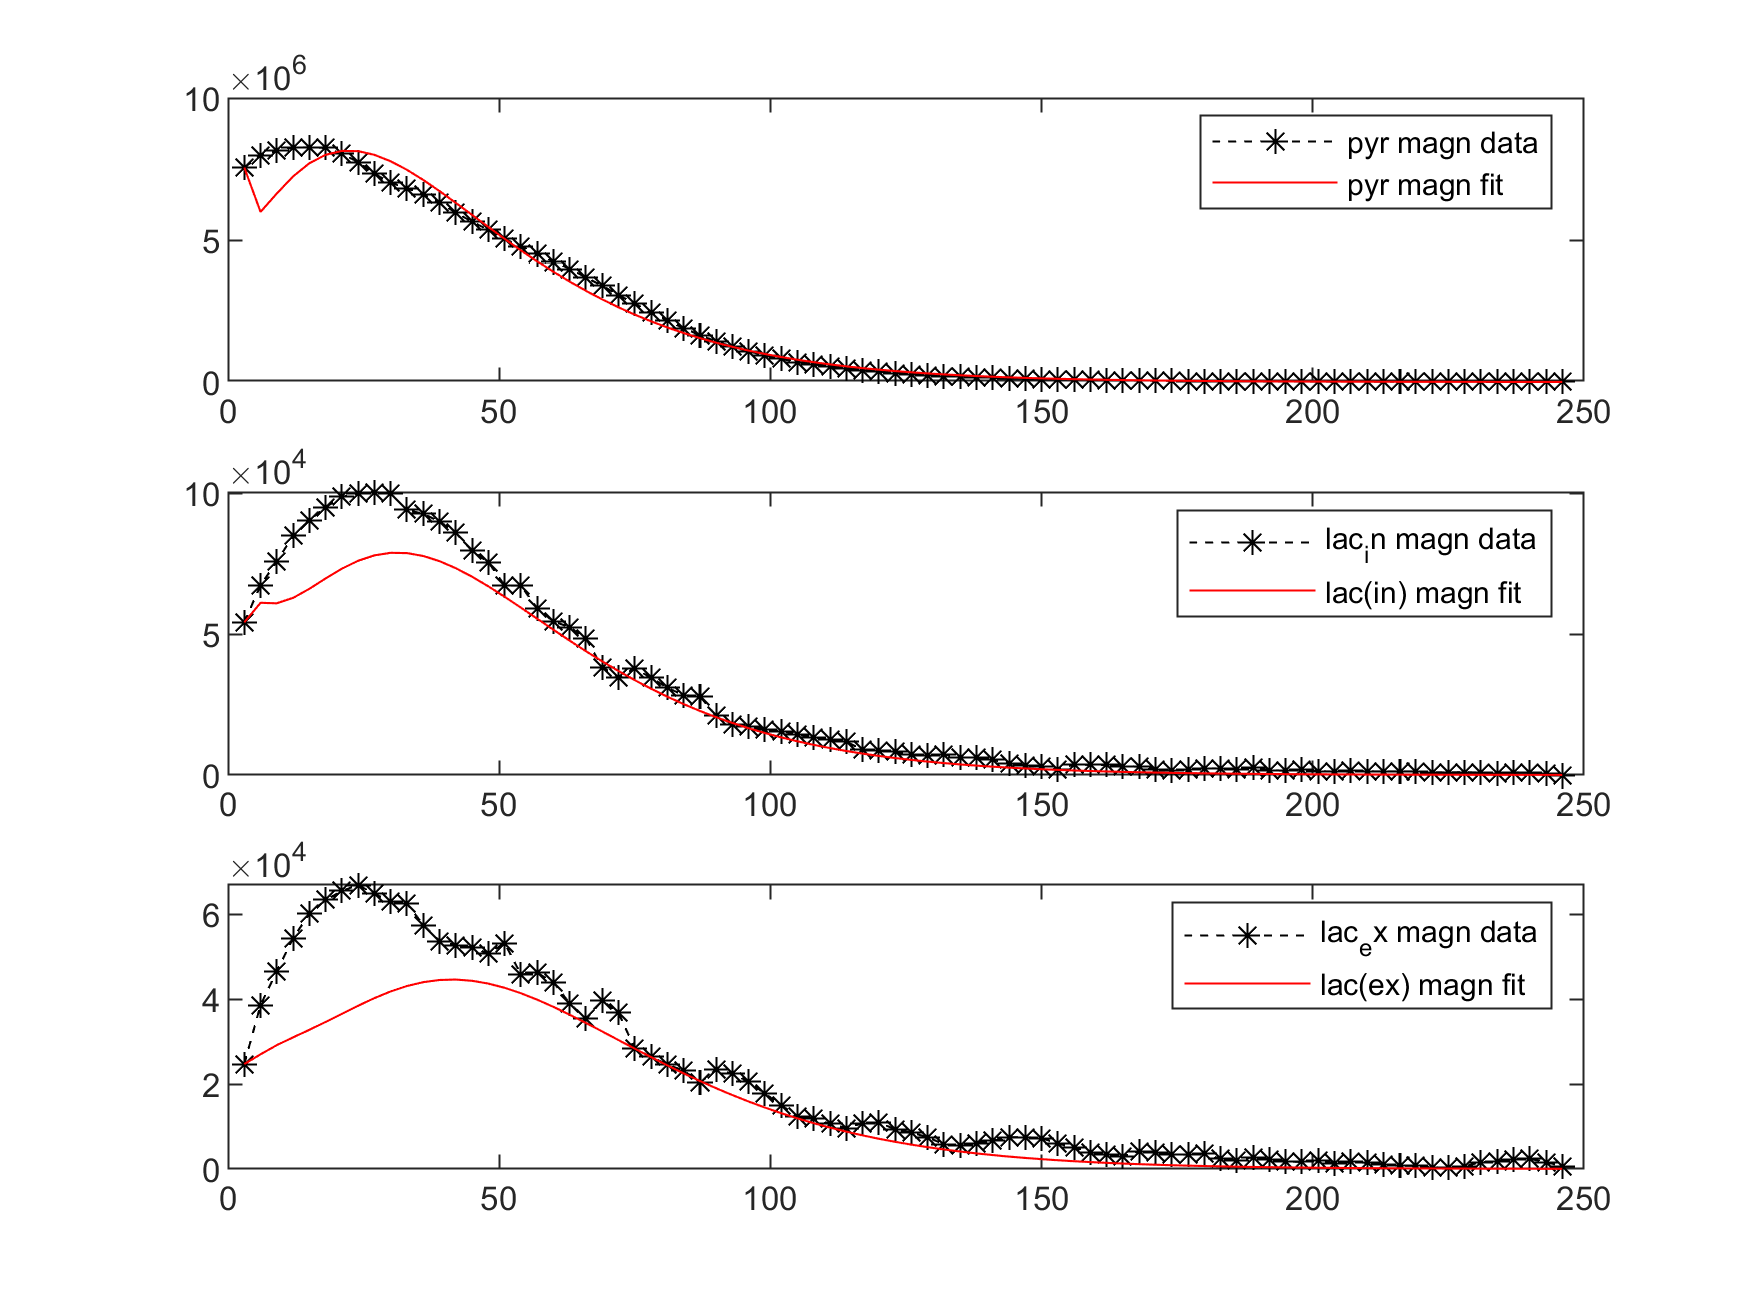 ×10^6
10
5
0
0 50 100 150 200 250
pyr magn data
pyr magn fit
×10^4
10
5
0
0 50 100 150 200 250
lac_in magn data
lac(in) magn fit
×10^4
6
4
2
0
0 50 100 150 200 250
lac_ex magn data
lac(ex) magn fit